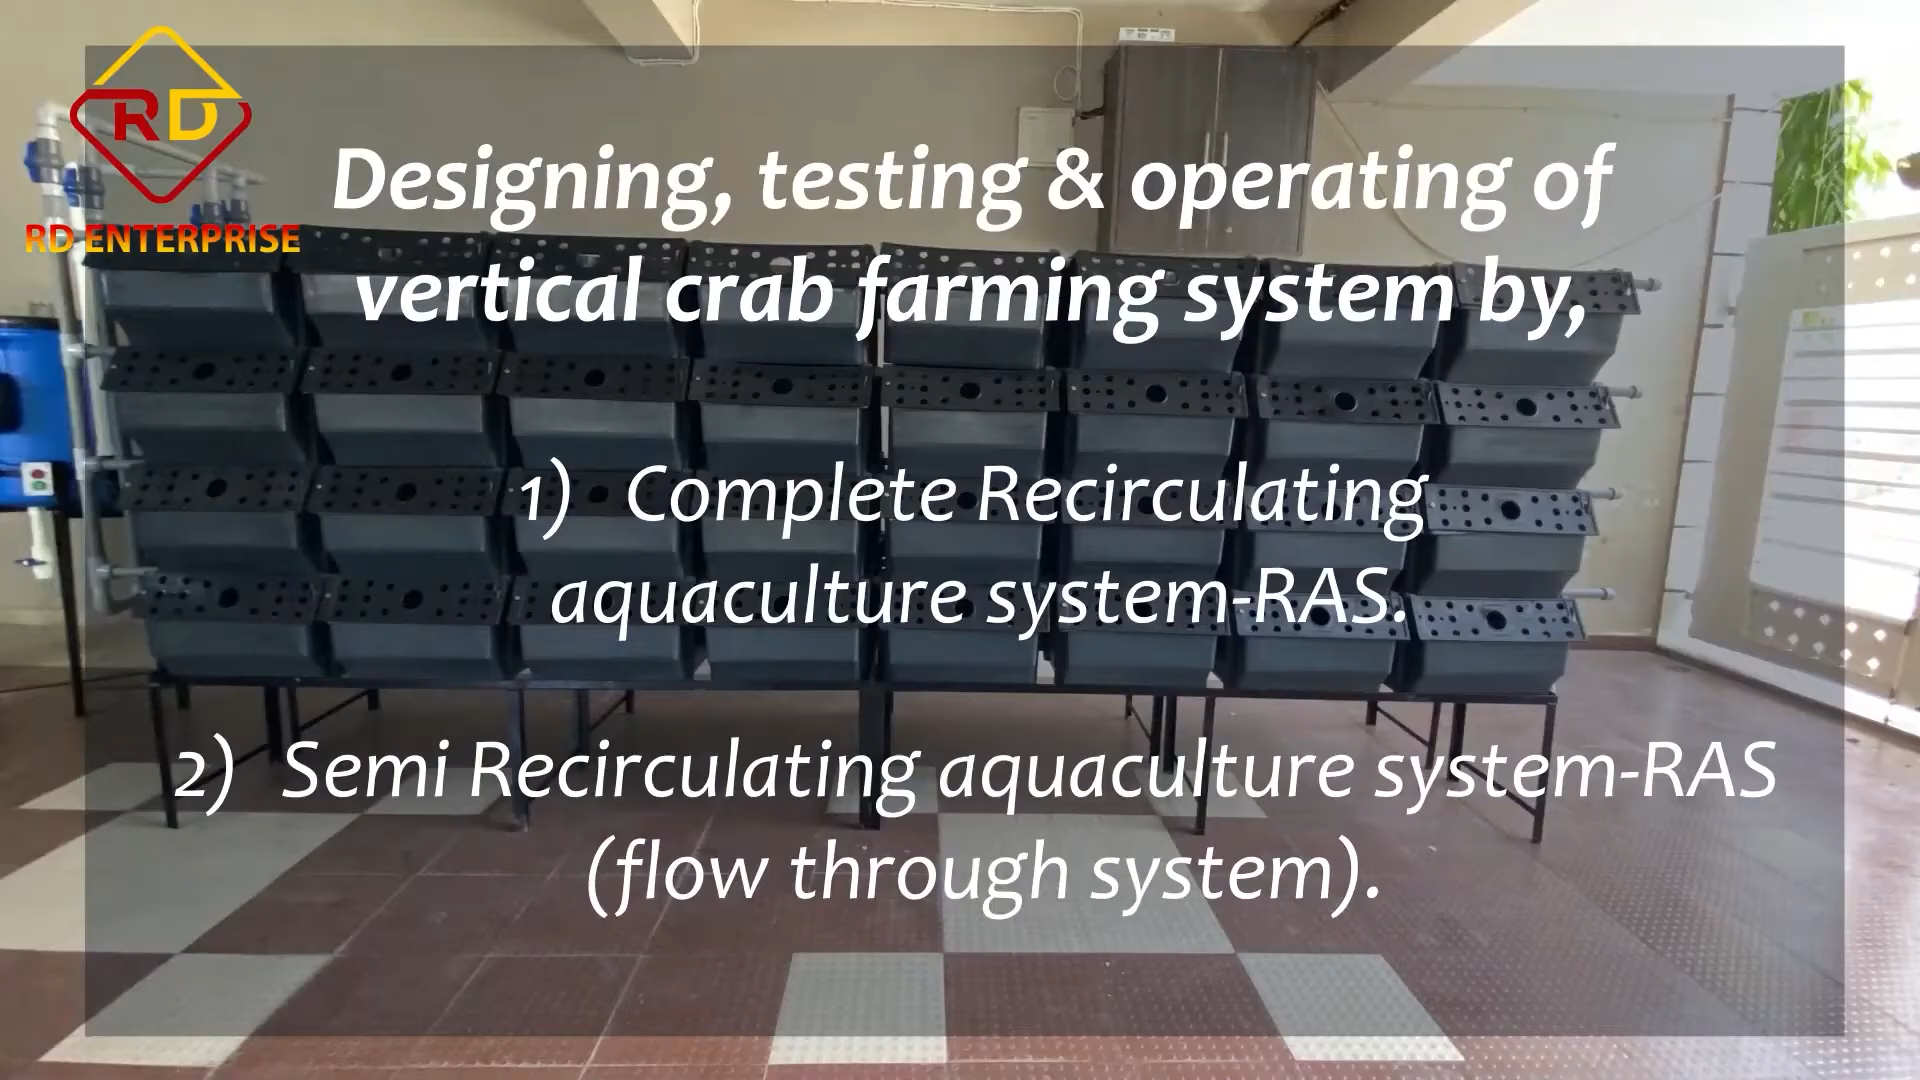 RD
RD ENTERPRISE
Designing, testing & operating of
vertical crab farming system by,
1) Complete Recirculating
aquaculture system-RAS.
2) Semi Recirculating aquaculture system-RAS
(flow through system).